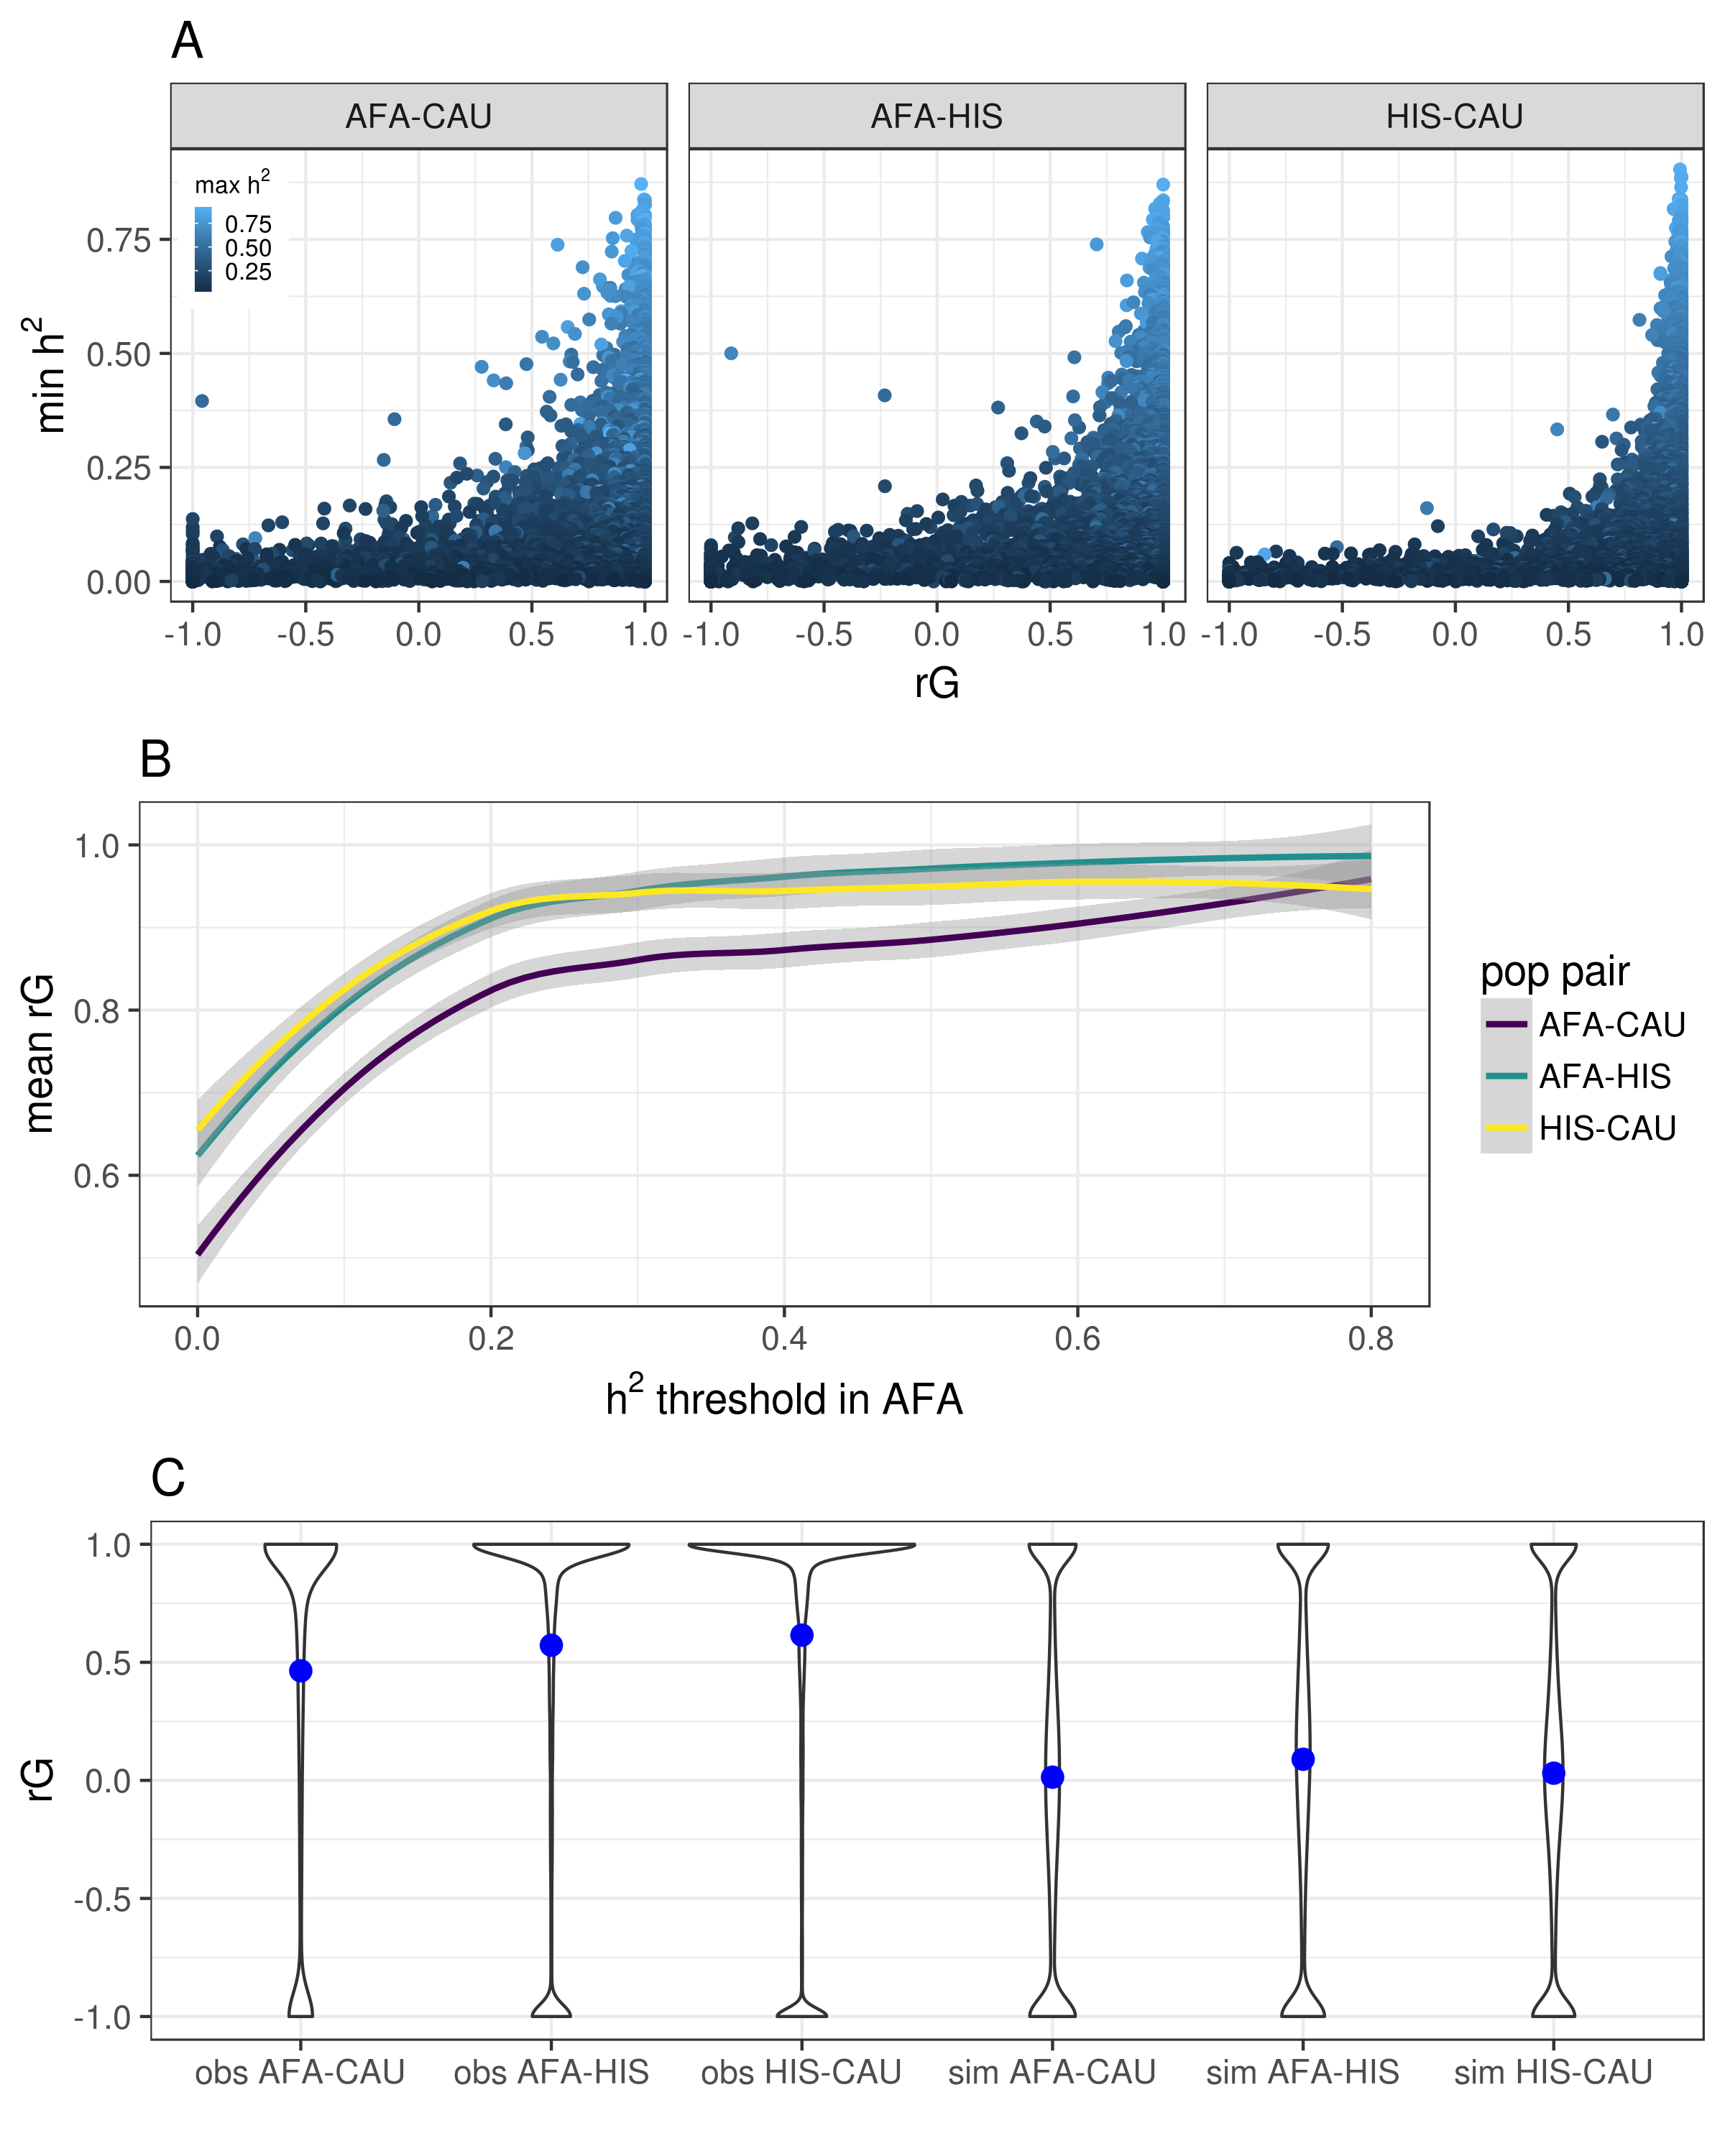 A
AFA-CAU AFA-HIS HIS-CAU
max h²
0.75
0.50
0.25
min h²
0.75
0.50
0.25
0.00
-1.0 -0.5 0.0 0.5 1.0 -1.0 -0.5 0.0 0.5 1.0 -1.0 -0.5 0.0 0.5 1.0
rG
B
mean rG
1.0
0.8
0.6
0.0 0.2 0.4 0.6 0.8
h² threshold in AFA
pop pair
AFA-CAU
AFA-HIS
HIS-CAU
C
rG
1.0
0.5
0.0
-0.5
-1.0
obs AFA-CAU obs AFA-HIS obs HIS-CAU sim AFA-CAU sim AFA-HIS sim HIS-CAU